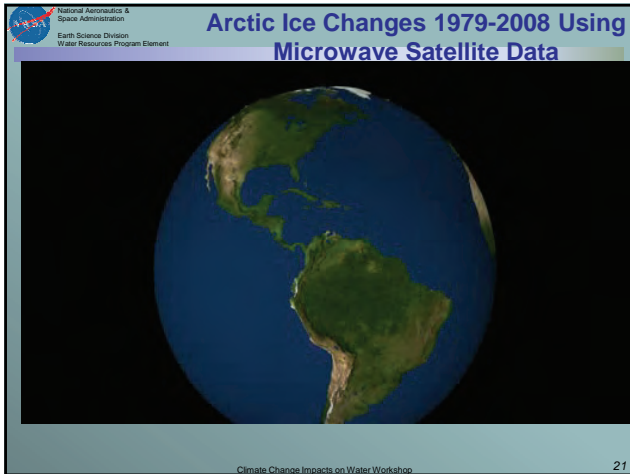 NASA
National Aeronautics &
Space Administration
Earth Science Division
Water Resources Program Element
Arctic Ice Changes 1979-2008 Using
Microwave Satellite Data
Climate Change Impacts on Water Workshop
21